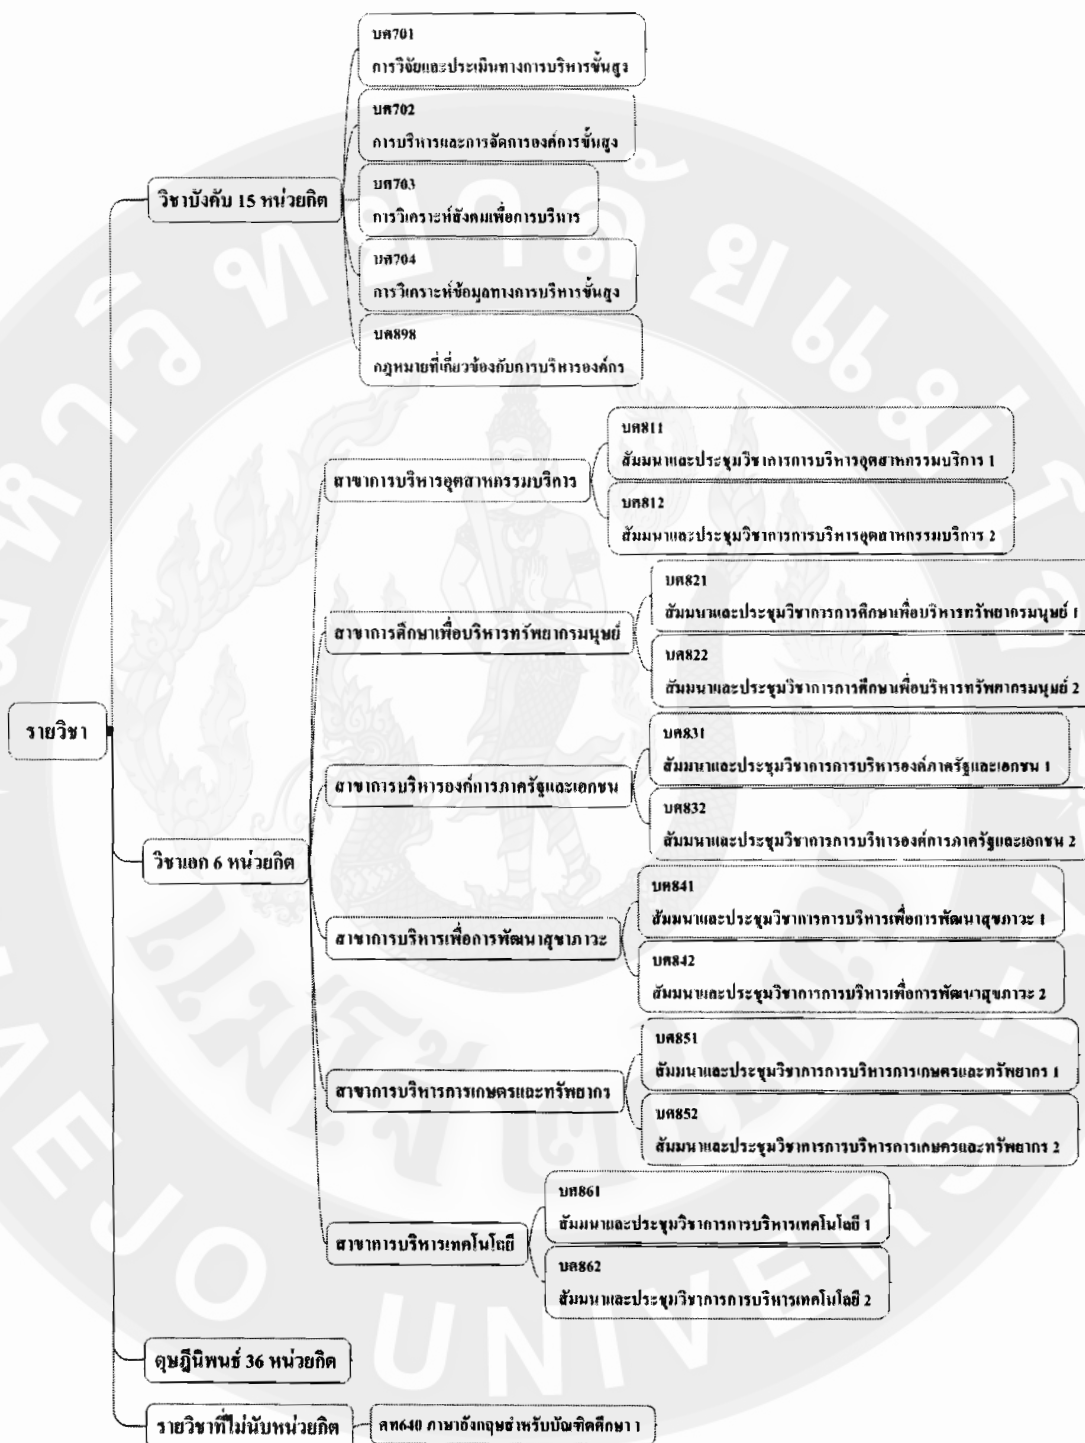 บศ701
การวิจัยและประเมินทางการบริหารขั้นสูง
บศ702
การบริหารและการจัดการองค์การขั้นสูง
วิชาบังคับ 15 หน่วยกิต
บศ703
การวิเคราะห์สังคมเพื่อการบริหาร
บศ704
การวิเคราะห์ข้อมูลทางการบริหารขั้นสูง
บศ898
กฎหมายที่เกี่ยวข้องกับการบริหารองค์กร
สาขาการบริหารอุตสาหกรรมบริการ
บศ811
สัมมนาและประชุมวิชาการการบริหารอุตสาหกรรมบริการ 1
บศ812
สัมมนาและประชุมวิชาการการบริหารอุตสาหกรรมบริการ 2
สาขาการศึกษาเพื่อบริหารทรัพยากรมนุษย์
บศ821
สัมมนาและประชุมวิชาการการศึกษาเพื่อบริหารทรัพยากรมนุษย์ 1
บศ822
สัมมนาและประชุมวิชาการการศึกษาเพื่อบริหารทรัพยากรมนุษย์ 2
รายวิชา
สาขาการบริหารองค์การภาครัฐและเอกชน
บศ831
สัมมนาและประชุมวิชาการการบริหารองค์ภาครัฐและเอกชน 1
บศ832
สัมมนาและประชุมวิชาการการบริหารองค์การภาครัฐและเอกชน 2
วิชาเอก 6 หน่วยกิต
สาขาการบริหารเพื่อการพัฒนาสุขาภาวะ
บศ841
สัมมนาและประชุมวิชาการการบริหารเพื่อการพัฒนาสุขภาวะ 1
บศ842
สัมมนาและประชุมวิชาการการบริหารเพื่อการพัฒนาสุขภาวะ 2
สาขาการบริหารการเกษตรและทรัพยากร
บศ851
สัมมนาและประชุมวิชาการการบริหารการเกษตรและทรัพยากร 1
บศ852
สัมมนาและประชุมวิชาการการบริหารการเกษตรและทรัพยากร 2
สาขาการบริหารเทคโนโลยี
บศ861
สัมมนาและประชุมวิชาการการบริหารเทคโนโลยี 1
บศ862
สัมมนาและประชุมวิชาการการบริหารเทคโนโลยี 2
ดุษฎีนิพนธ์ 36 หน่วยกิต
รายวิชาที่ไม่นับหน่วยกิต
ศท640 ภาษาอังกฤษสำหรับบัณฑิตศึกษา 1
มหาวิทยาลัยแม่โจ้
MAEJO UNIVERSITY